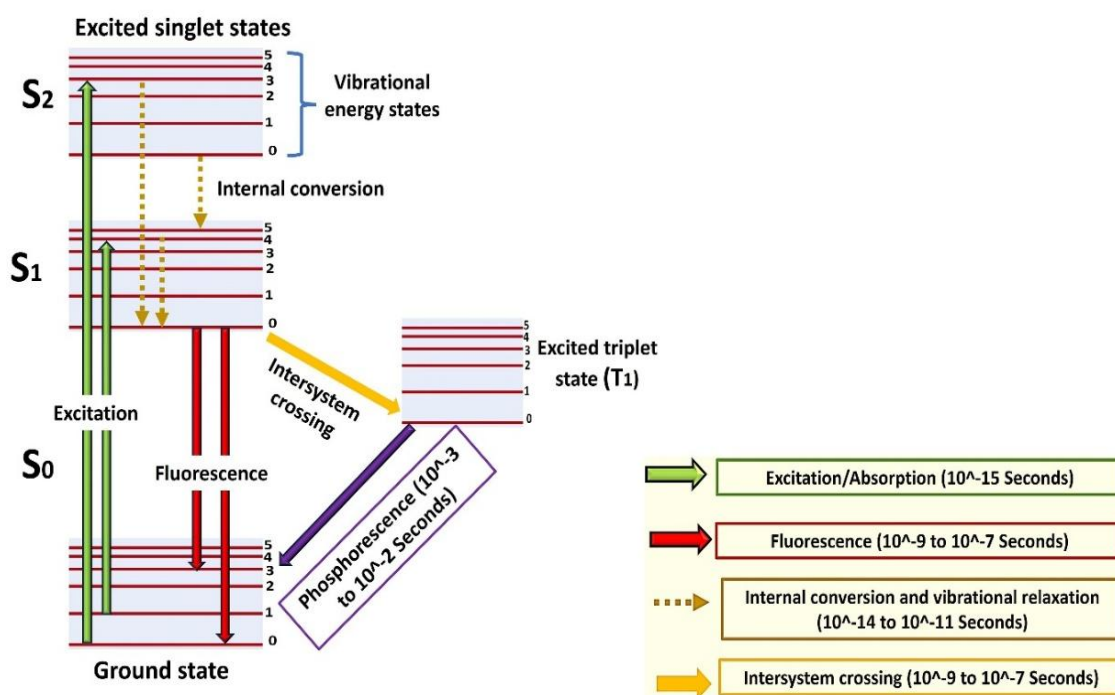 Excited singlet states
5
4
3
2
1
0
S2
Vibrational
energy states
Internal conversion
5
4
3
2
1
0
S1
5
4
3
2
1
0
Excited triplet
state (T1)
Intersystem
crossing
Excitation
Fluorescence
S0
Phosphorescence (10^-3
to 10^-2 Seconds)
5
4
3
2
1
0
Ground state
Excitation/Absorption (10^-15 Seconds)
Fluorescence (10^-9 to 10^-7 Seconds)
Internal conversion and vibrational relaxation
(10^-14 to 10^-11 Seconds)
Intersystem crossing (10^-9 to 10^-7 Seconds)